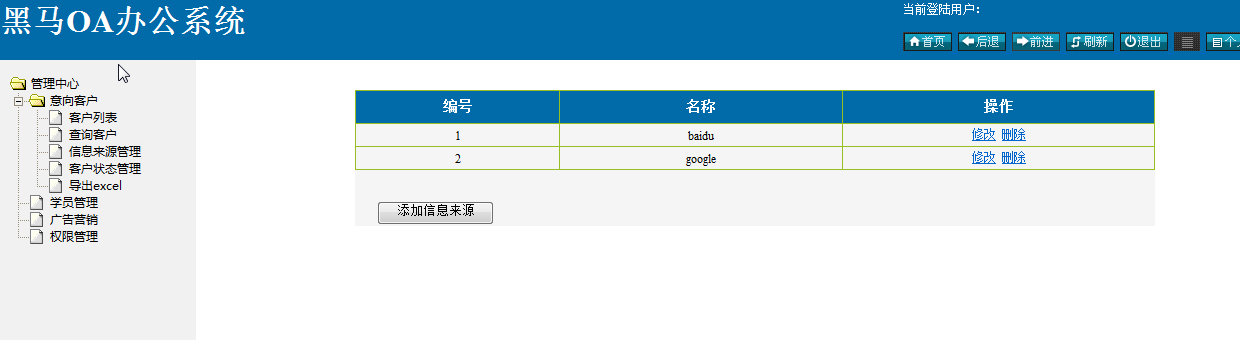 黑马OA办公系统
当前登陆用户:
首页 后退 前进 刷新 退出 个
管理中心
意向客户
客户列表
查询客户
信息来源管理
客户状态管理
导出excel
学员管理
广告营销
权限管理
编号 名称 操作
1 baidu 修改 删除
2 google 修改 删除
添加信息来源